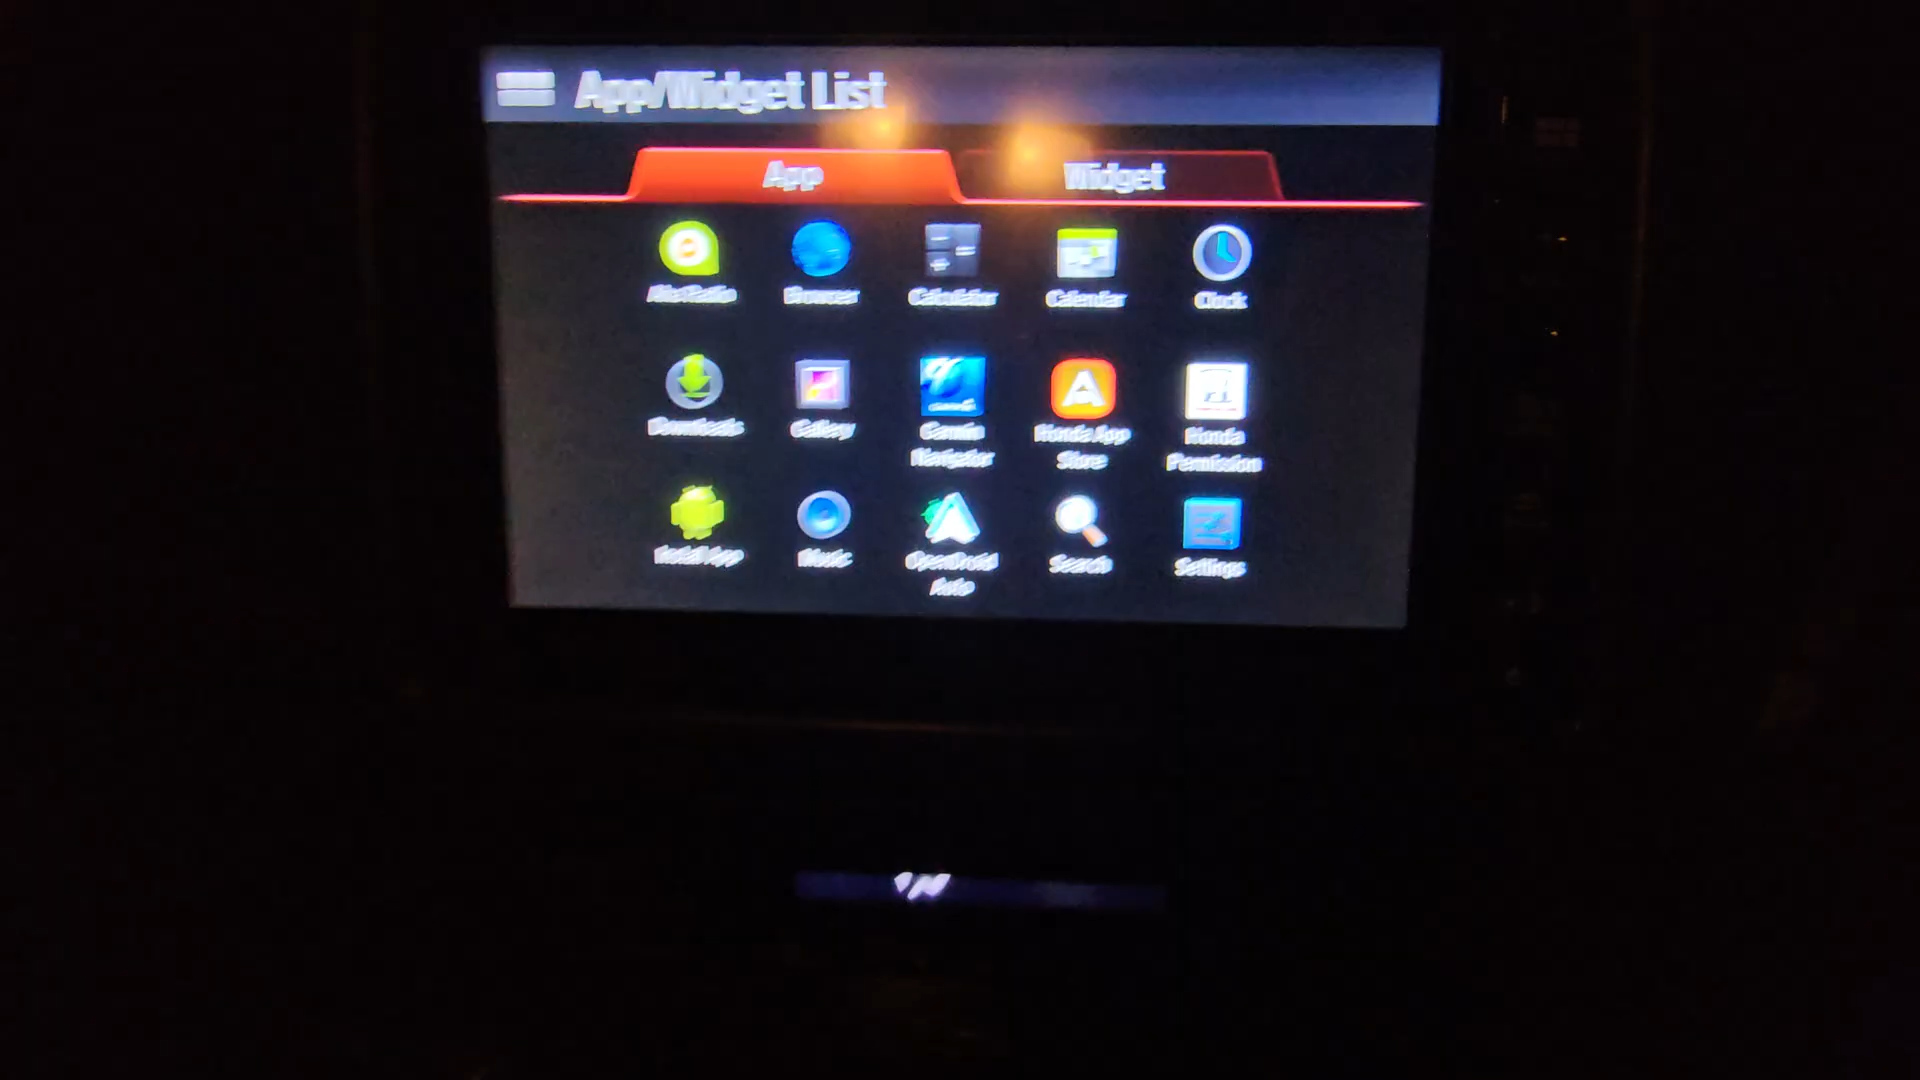 App/Widget List
App
Widget
Browser
Calculator
Calendar
Clock
Downloads
Gallery
Garmin
Navigator
Honda App
Store
Honda
Permission
Install App
Music
OpenDroid
Auto
Search
Settings